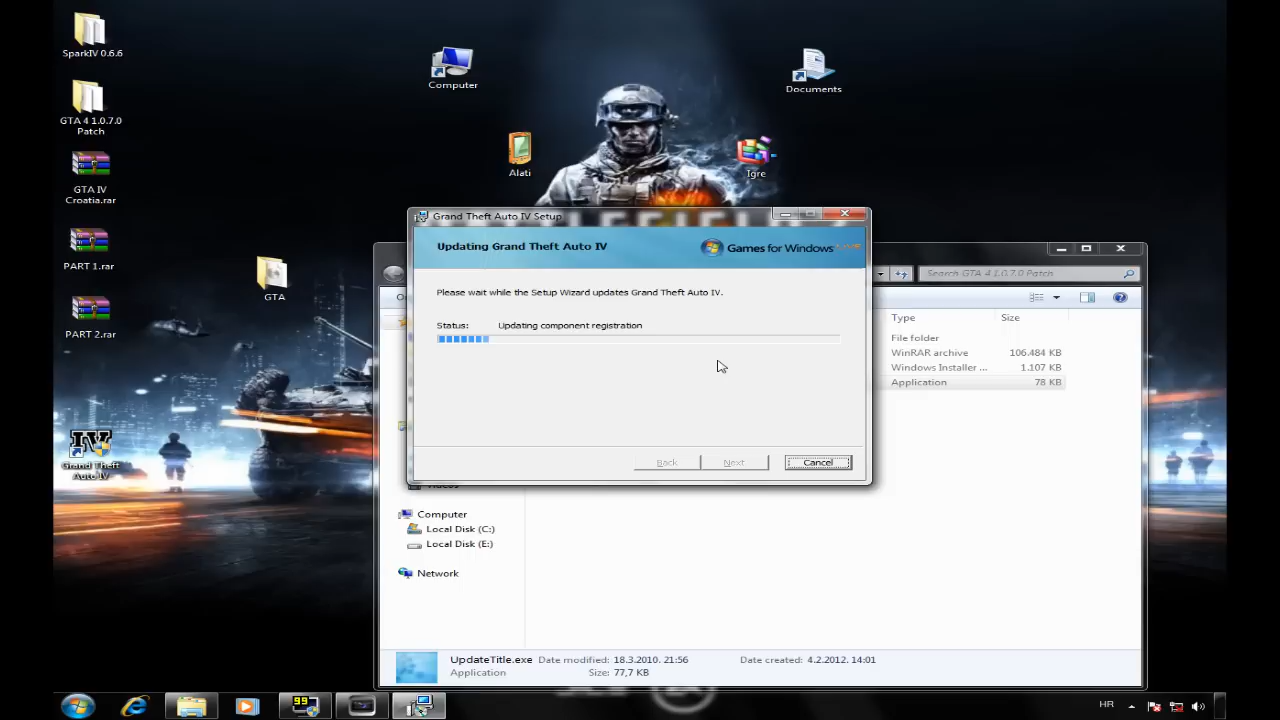 SparkIV 0.6.6
GTA 4 1.0.7.0
Patch
GTA IV
Croatia.rar
PART 1.rar
PART 2.rar
Grand Theft
Auto IV
GTA
Computer
Documents
Alati
Igre
Grand Theft Auto IV Setup
Updating Grand Theft Auto IV
Games for Windows LIVE
Please wait while the Setup Wizard updates Grand Theft Auto IV.
Status: Updating component registration
Back Next Cancel
Search GTA 4 1.0.7.0 Patch
Type Size
File folder
WinRAR archive 106.484 KB
Windows Installer ... 1.107 KB
Application 78 KB
Computer
Local Disk (C:)
Local Disk (E:)
Network
UpdateTitle.exe Date modified: 18.3.2010. 21:56 Date created: 4.2.2012. 14:01
Application Size: 77,7 KB
99
HR